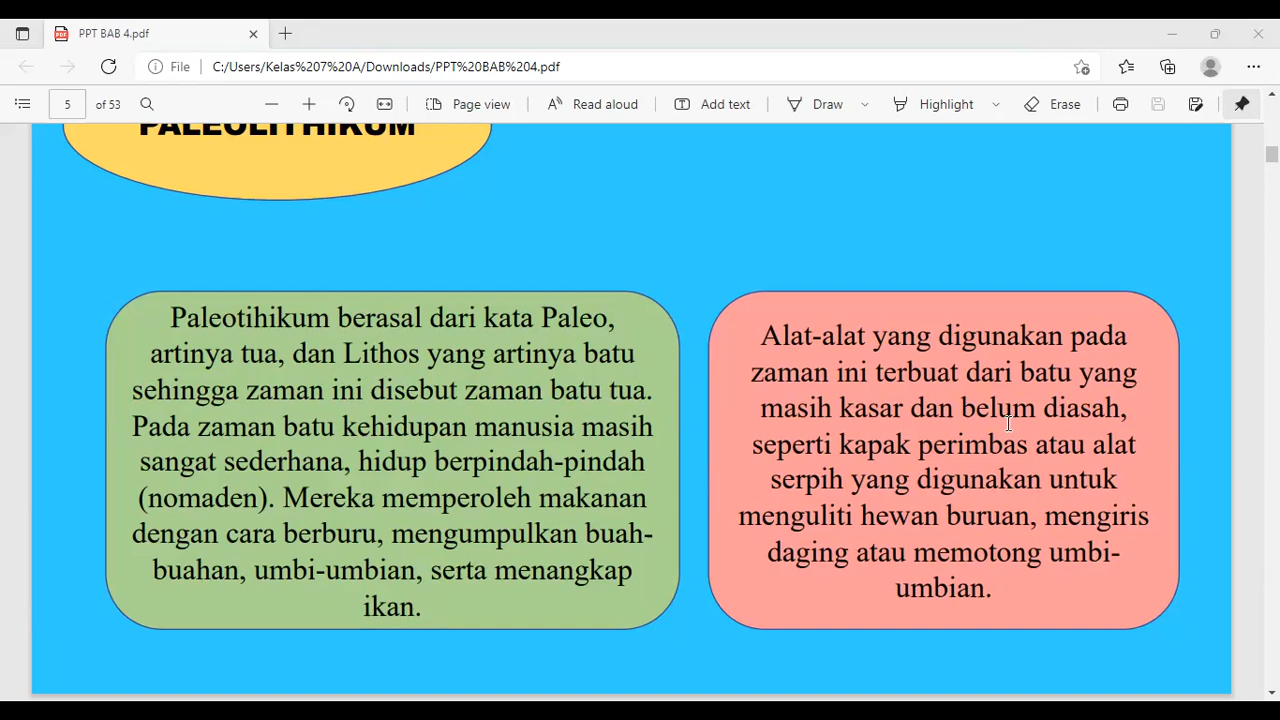 PPT BAB 4.pdf
File
C:/Users/Kelas%207%20A/Downloads/PPT%20BAB%204.pdf
5
of 53
Page view
Read aloud
Add text
Draw
Highlight
Erase
PALEOLITHIKUM
Paleotihikum berasal dari kata Paleo,
artinya tua, dan Lithos yang artinya batu
sehingga zaman ini disebut zaman batu tua.
Pada zaman batu kehidupan manusia masih
sangat sederhana, hidup berpindah-pindah
(nomaden). Mereka memperoleh makanan
dengan cara berburu, mengumpulkan buah-
buahan, umbi-umbian, serta menangkap
ikan.
Alat-alat yang digunakan pada
zaman ini terbuat dari batu yang
masih kasar dan belum diasah,
seperti kapak perimbas atau alat
serpih yang digunakan untuk
menguliti hewan buruan, mengiris
daging atau memotong umbi-
umbian.